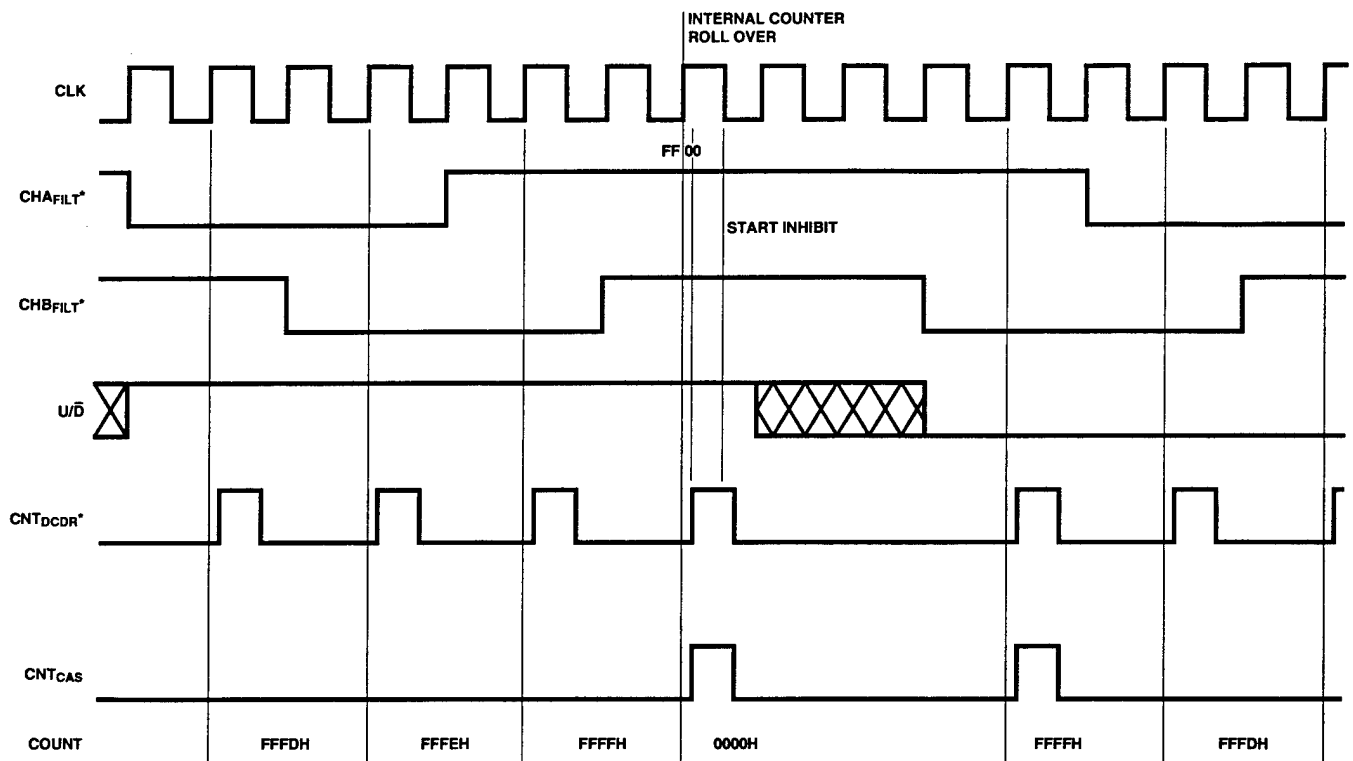 INTERNAL COUNTER
ROLL OVER
CLK
FF 00
CHAFILT*
START INHIBIT
CHBFILT*
U/D̅
CNTDCDR*
CNTCAS
COUNT FFFDH FFFEH FFFFH 0000H FFFFH FFFDH